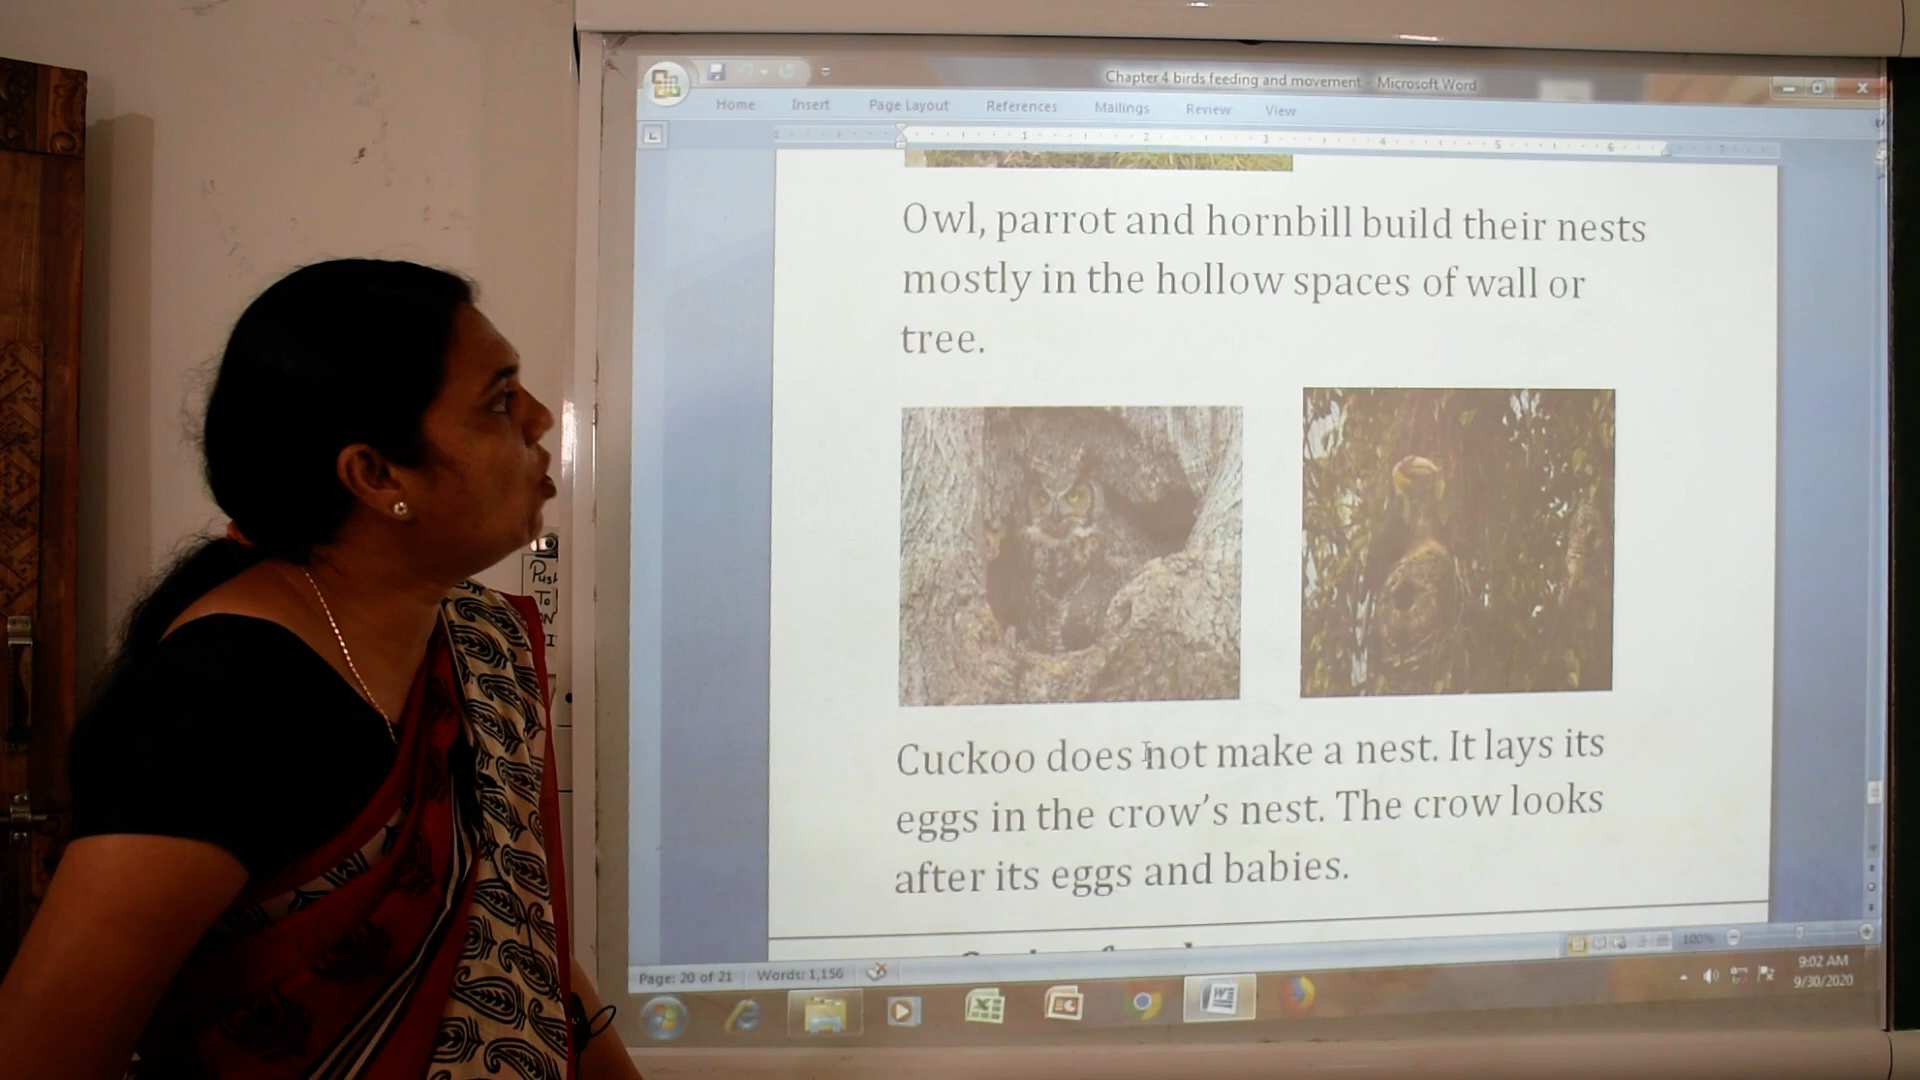 Chapter 4 birds feeding and movement - Microsoft Word
Home Insert Page Layout References Mailings Review View
Owl, parrot and hornbill build their nests
mostly in the hollow spaces of wall or
tree.
Cuckoo does not make a nest. It lays its
eggs in the crow's nest. The crow looks
after its eggs and babies.
Page: 20 of 21 Words: 1,156
100%
9:02 AM
9/30/2020
Push
To